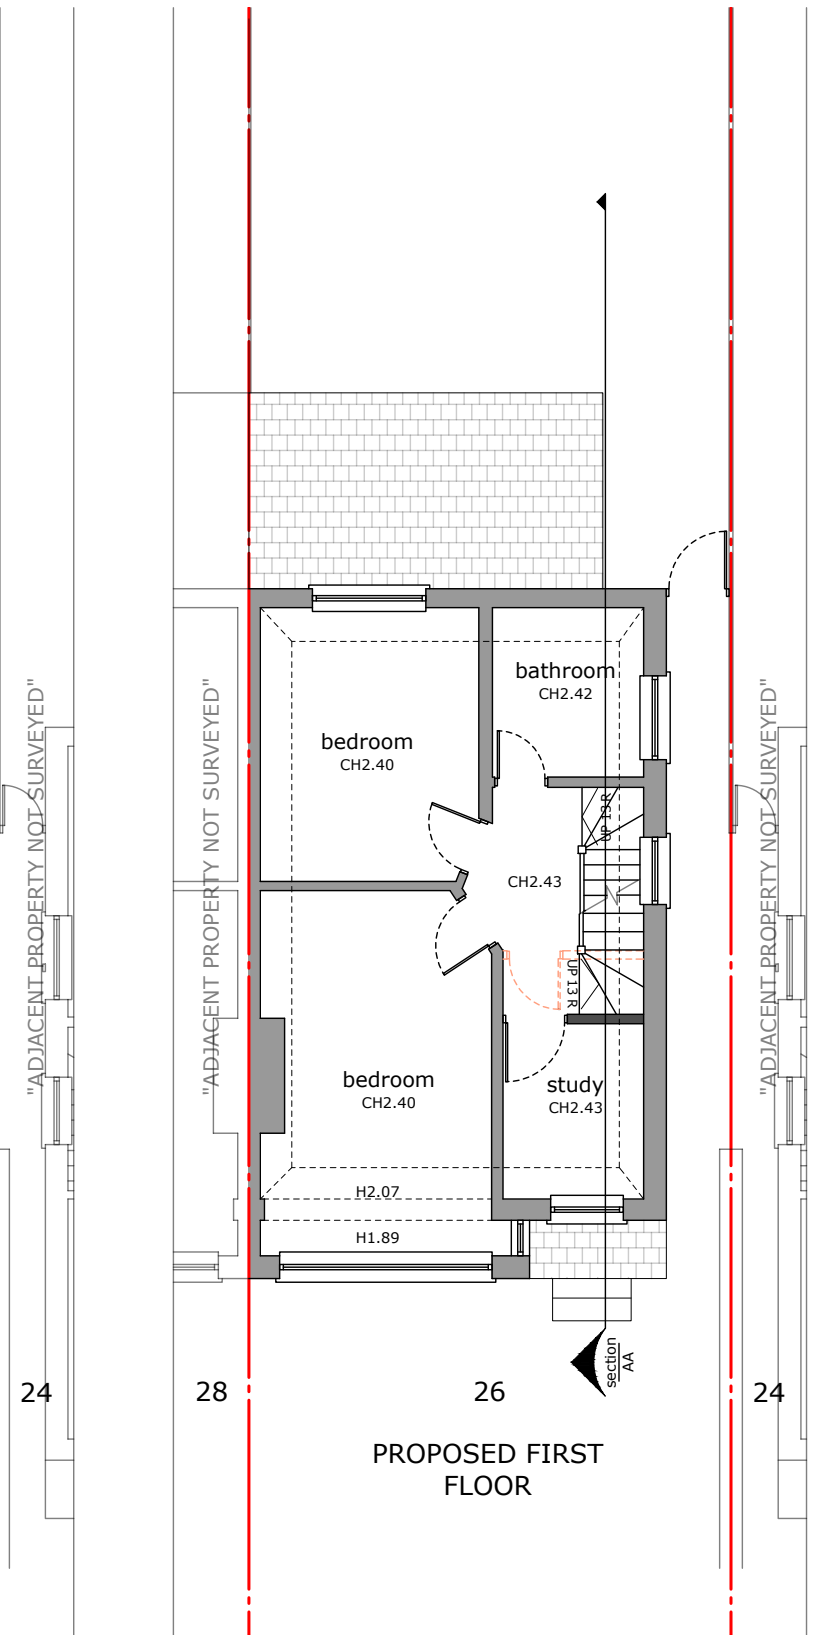 bathroom
CH2.42
"ADJACENT PROPERTY NOT SURVEYED"
"ADJACENT PROPERTY NOT SURVEYED"
"ADJACENT PROPERTY NOT SURVEYED"
bedroom
CH2.40
UP 13 R
CH2.43
UP 13 R
bedroom
CH2.40
study
CH2.43
H2.07
H1.89
section
AA
24
28
26
24
PROPOSED FIRST
FLOOR